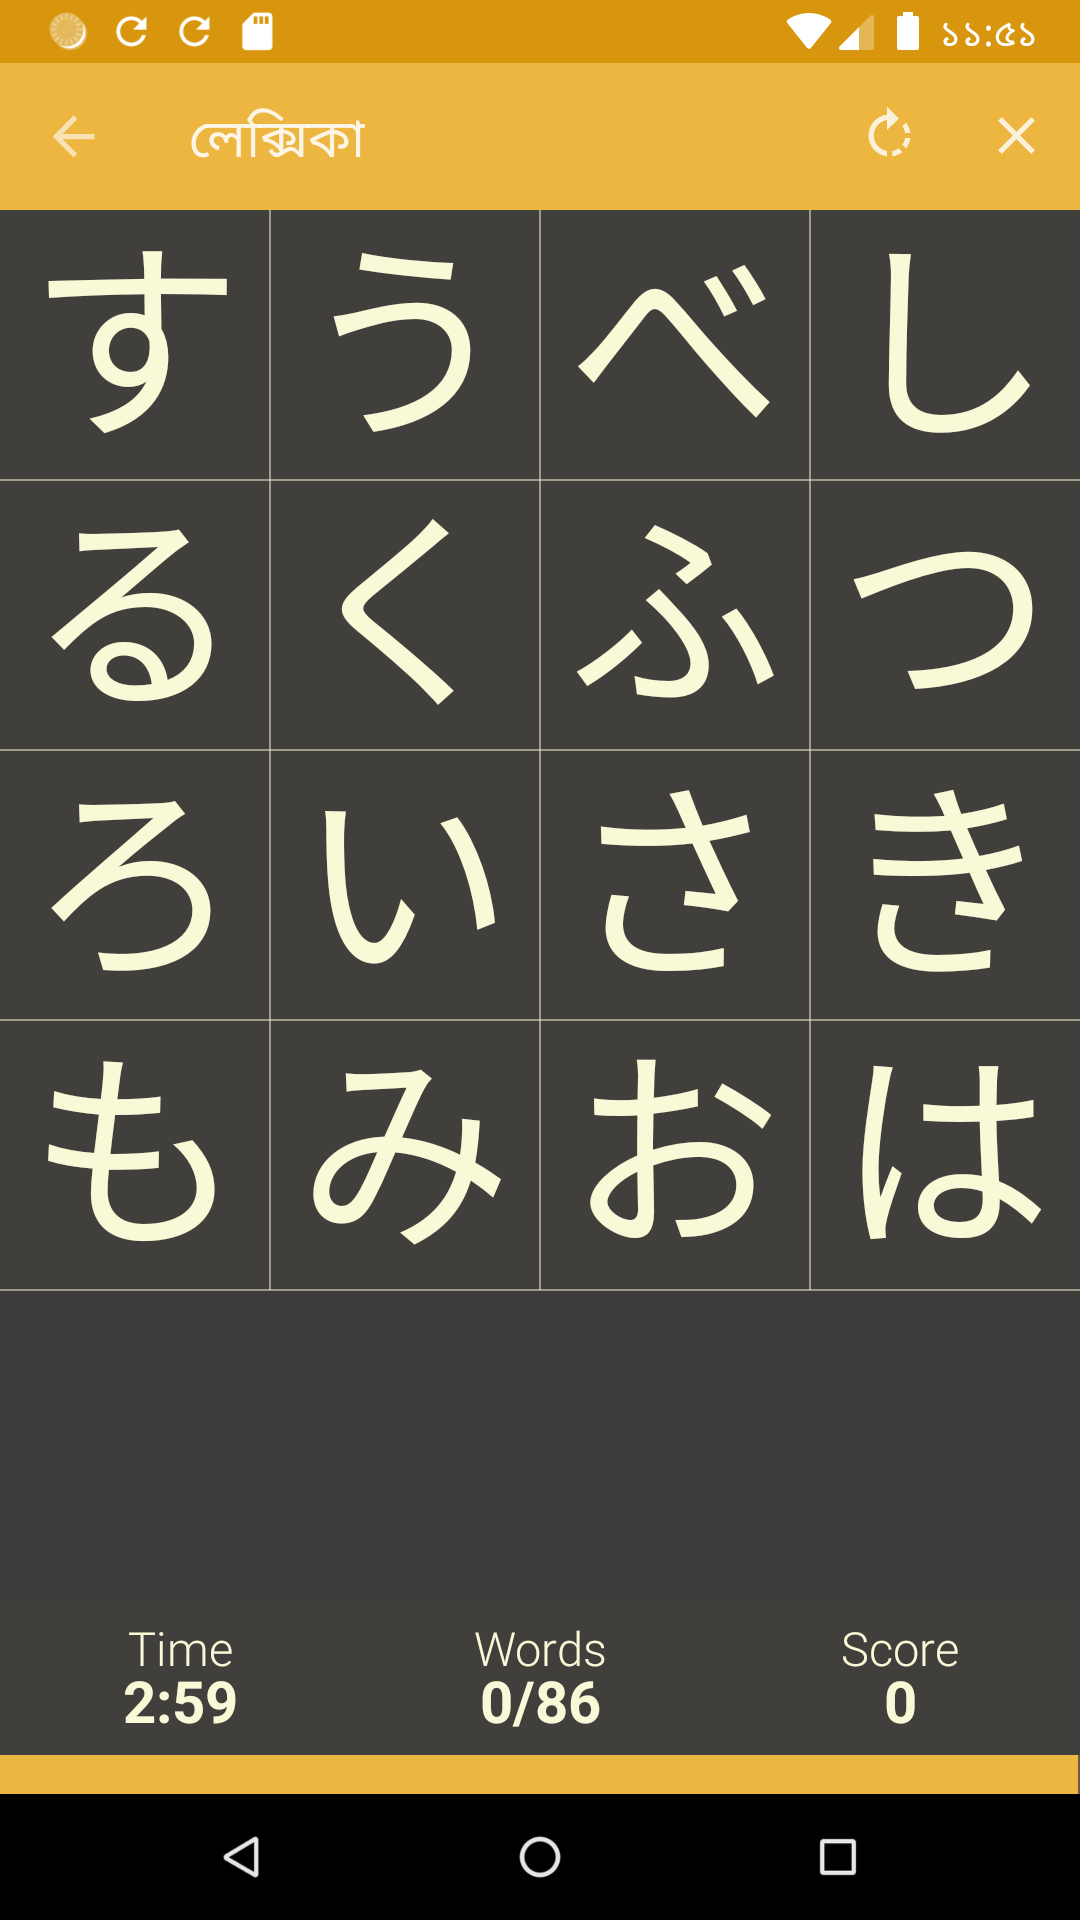 ১১:৫১
লেক্সিকা
す う べ し
る く ふ つ
ろ い さ き
も み お は
Time Words Score
2:59 0/86 0